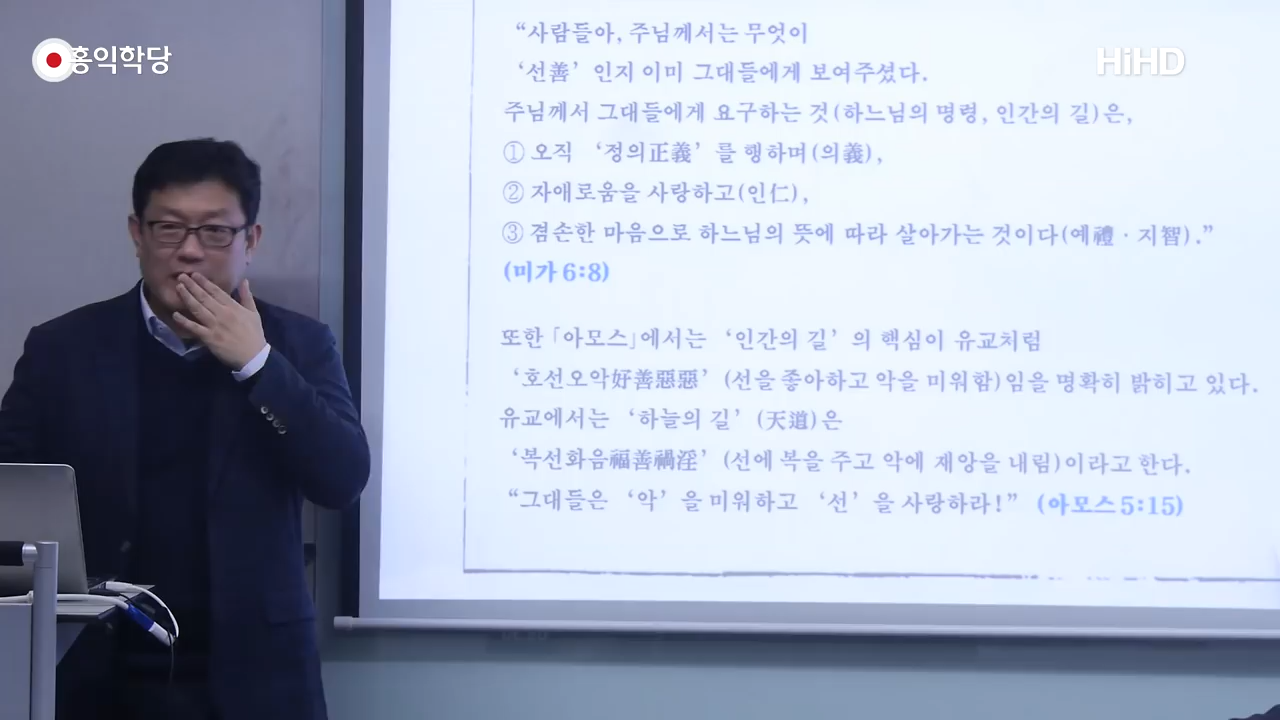 홍익학당
HiHD
“사람들아, 주님께서는 무엇이
‘선善’인지 이미 그대들에게 보여주셨다.
주님께서 그대들에게 요구하는 것(하느님의 명령, 인간의 길)은,
① 오직 ‘정의正義’를 행하며(의義),
② 자애로움을 사랑하고(인仁),
③ 겸손한 마음으로 하느님의 뜻에 따라 살아가는 것이다(예禮·지智).”
(미가 6:8)
또한 「아모스」에서는 ‘인간의 길’의 핵심이 유교처럼
‘호선오악好善惡惡’(선을 좋아하고 악을 미워함)임을 명확히 밝히고 있다.
유교에서는 ‘하늘의 길’(天道)은
‘복선화음福善禍淫’(선에 복을 주고 악에 재앙을 내림)이라고 한다.
“그대들은 ‘악’을 미워하고 ‘선’을 사랑하라!” (아모스 5:15)